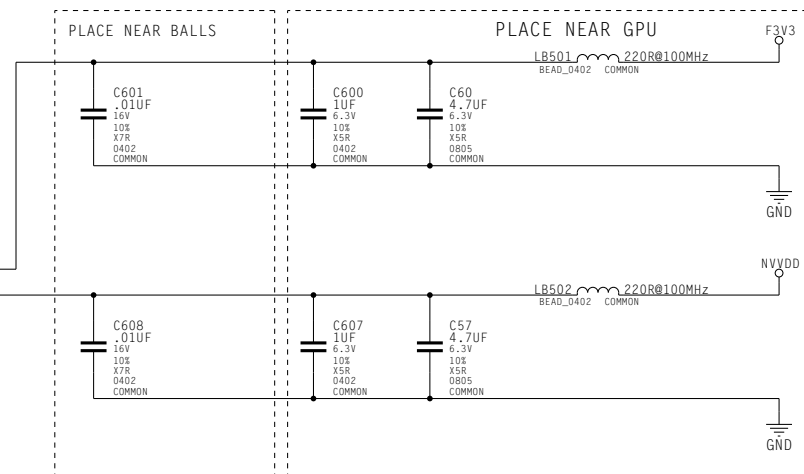 PLACE NEAR BALLS
PLACE NEAR GPU
F3V3
LB501 220R@100MHz
BEAD_0402 COMMON
C601
.01UF
16V
10%
X7R
0402
COMMON
C600
1UF
6.3V
10%
X5R
0402
COMMON
C60
4.7UF
6.3V
10%
X5R
0805
COMMON
GND
NVVDD
LB502 220R@100MHz
BEAD_0402 COMMON
C608
.01UF
16V
10%
X7R
0402
COMMON
C607
1UF
6.3V
10%
X5R
0402
COMMON
C57
4.7UF
6.3V
10%
X5R
0805
COMMON
GND